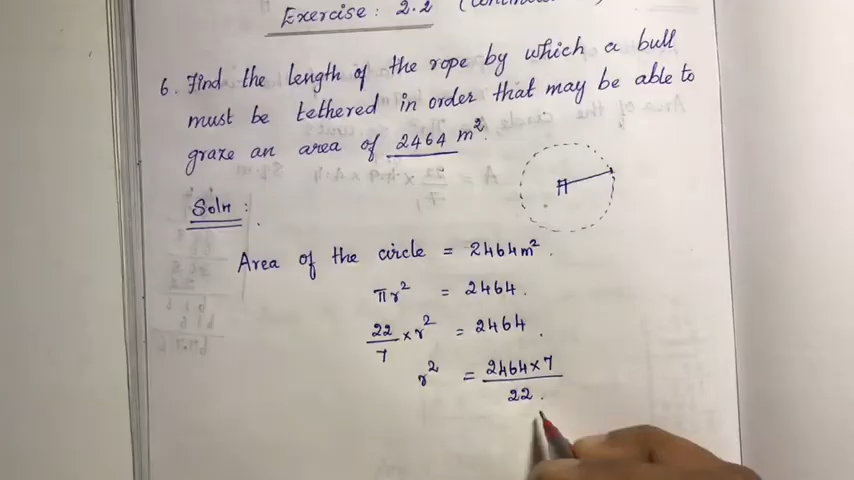 Exercise: 2.2
6. Find the length of the rope by which a bull
must be tethered in order that may be able to
graze an area of 2464 m².
Soln:
Area of the circle = 2464m².
πr² = 2464.
22/7 × r² = 2464.
r² = 2464×7/22.